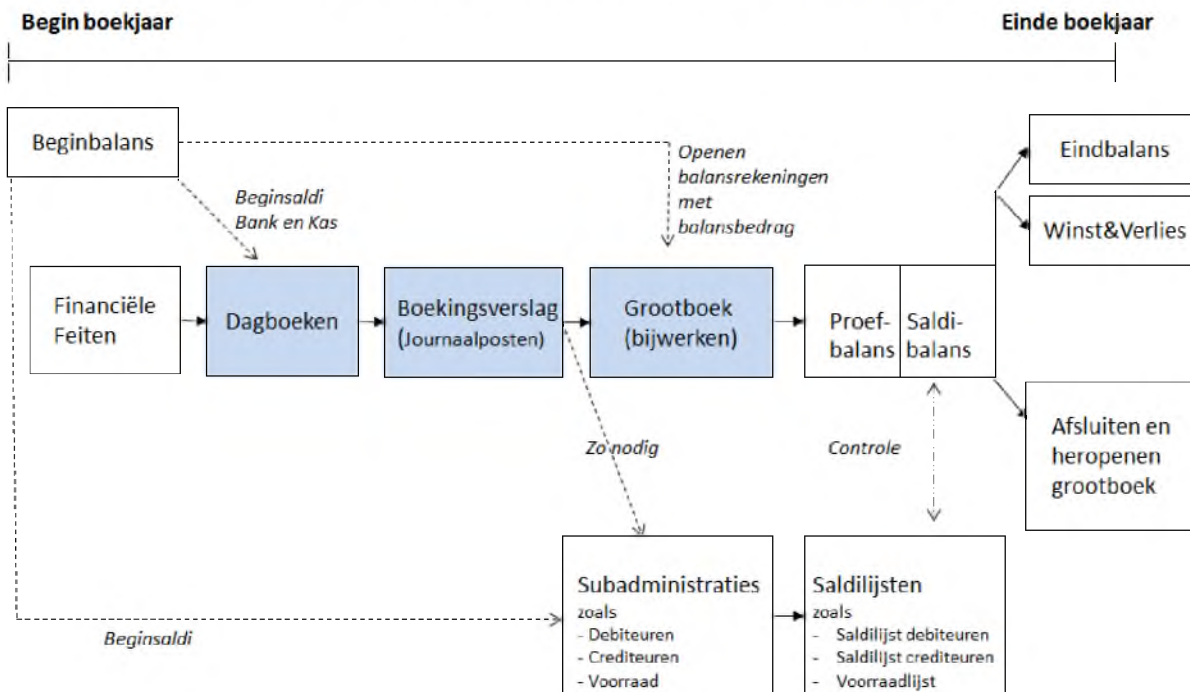 Begin boekjaar
Einde boekjaar
Beginbalans
Beginsaldi
Bank en Kas
Openen
balansrekeningen
met
balansbedrag
Eindbalans
Winst&Verlies
Financiële
Feiten
Dagboeken
Boekingsverslag
(Journaalposten)
Grootboek
(bijwerken)
Proef-
balans
Saldi-
balans
Afsluiten en
heropenen
grootboek
Zo nodig
Controle
Beginsaldi
Subadministraties
zoals
- Debiteuren
- Crediteuren
- Voorraad
Saldilijsten
zoals
- Saldilijst debiteuren
- Saldilijst crediteuren
- Voorraadlijst